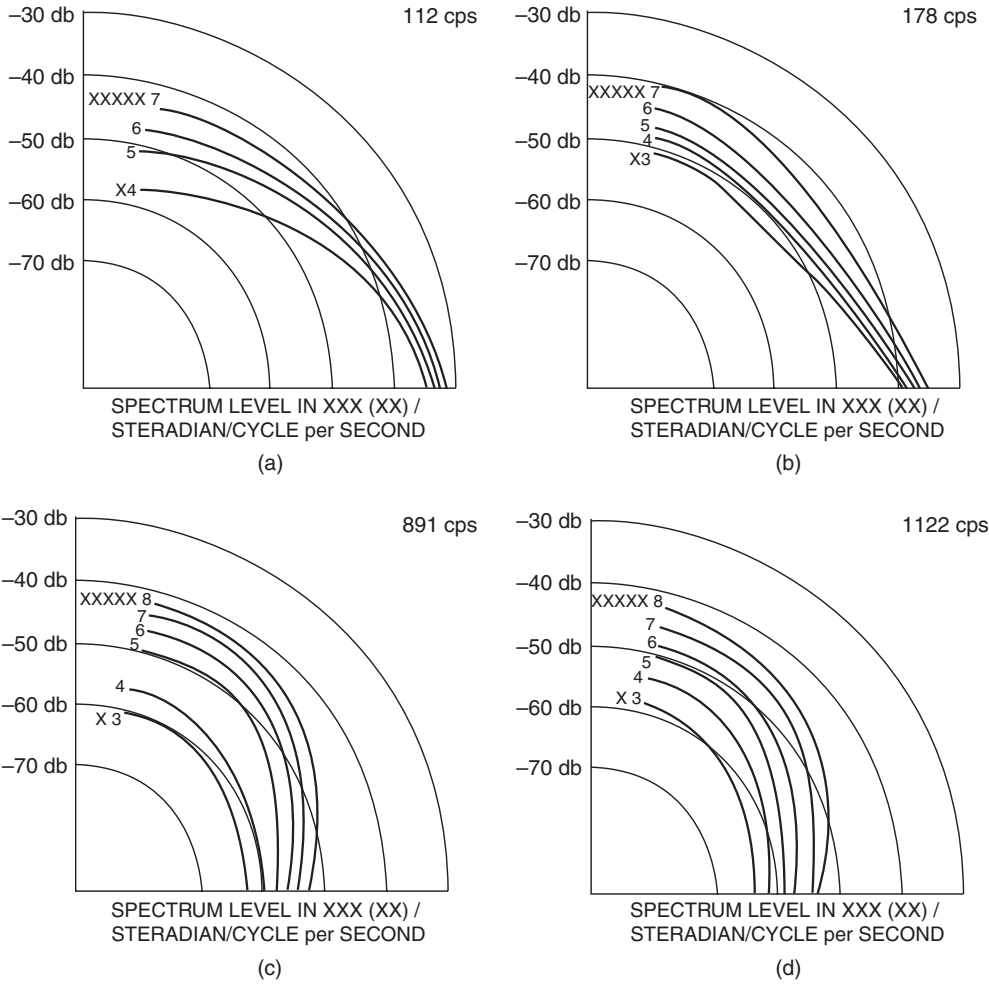 –30 db
112 cps
–40 db
XXXXX 7
6
–50 db
5
X4
–60 db
–70 db
SPECTRUM LEVEL IN XXX (XX) /
STERADIAN/CYCLE per SECOND
(a)
–30 db
178 cps
–40 db
XXXXX 7
6
5
–50 db
4
X3
–60 db
–70 db
SPECTRUM LEVEL IN XXX (XX) /
STERADIAN/CYCLE per SECOND
(b)
–30 db
891 cps
–40 db
XXXXX 8
7
6
–50 db
5
4
–60 db
X 3
–70 db
SPECTRUM LEVEL IN XXX (XX) /
STERADIAN/CYCLE per SECOND
(c)
–30 db
1122 cps
–40 db
XXXXX 8
7
6
–50 db
5
4
X 3
–60 db
–70 db
SPECTRUM LEVEL IN XXX (XX) /
STERADIAN/CYCLE per SECOND
(d)